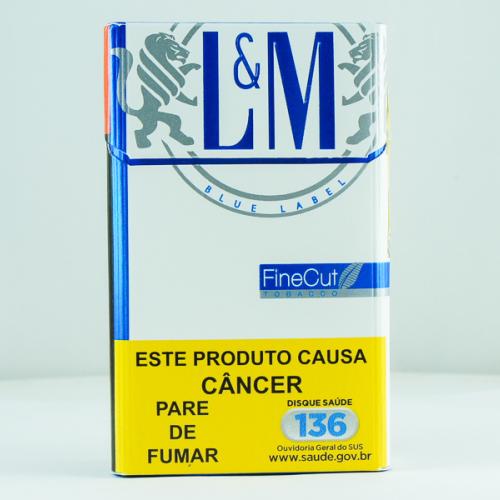 L&M
BLUE LABEL
FineCut
TOBACCO
ESTE PRODUTO CAUSA
CÂNCER
PARE
DE
FUMAR
DISQUE SAÚDE
136
Ouvidoria Geral do SUS
www.saude.gov.br